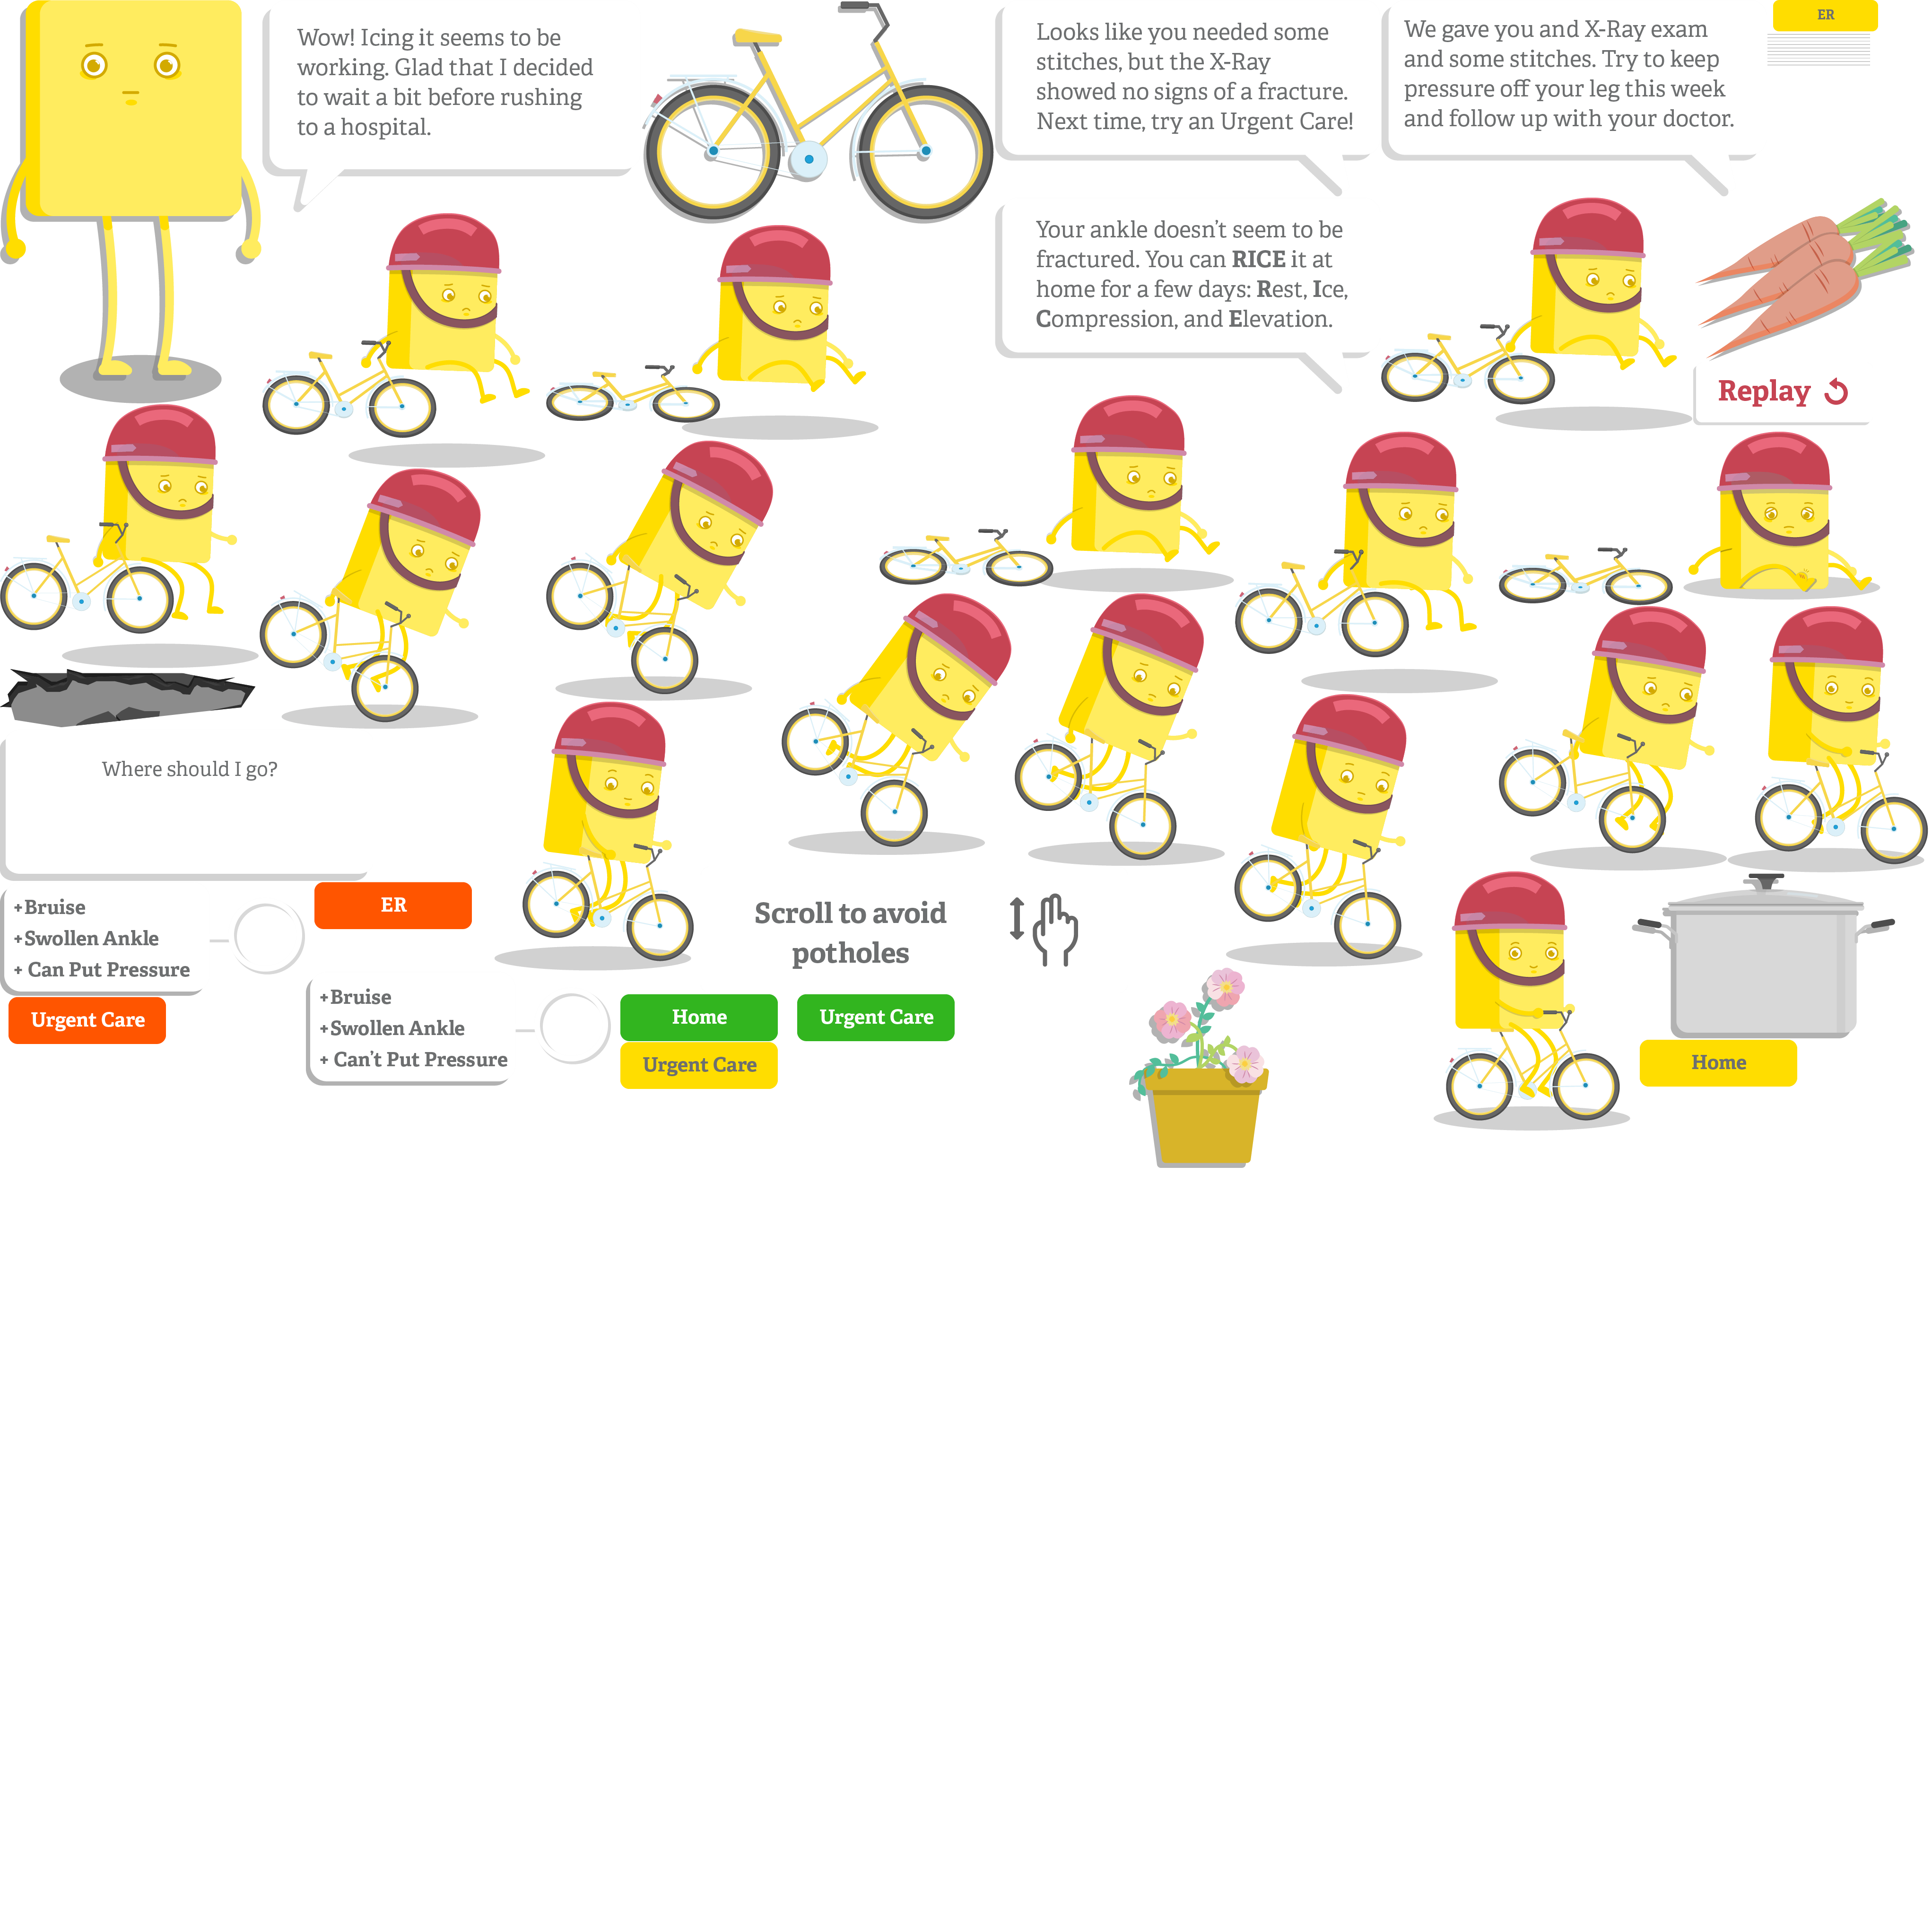 Wow! Icing it seems to be
working. Glad that I decided
to wait a bit before rushing
to a hospital.
Looks like you needed some
stitches, but the X-Ray
showed no signs of a fracture.
Next time, try an Urgent Care!
We gave you and X-Ray exam
and some stitches. Try to keep
pressure off your leg this week
and follow up with your doctor.
ER
Your ankle doesn't seem to be
fractured. You can RICE it at
home for a few days: Rest, Ice,
Compression, and Elevation.
Replay
Where should I go?
+Bruise
+Swollen Ankle
+ Can Put Pressure
ER
Urgent Care
Scroll to avoid
potholes
+Bruise
+Swollen Ankle
+ Can't Put Pressure
Home
Urgent Care
Urgent Care
Home